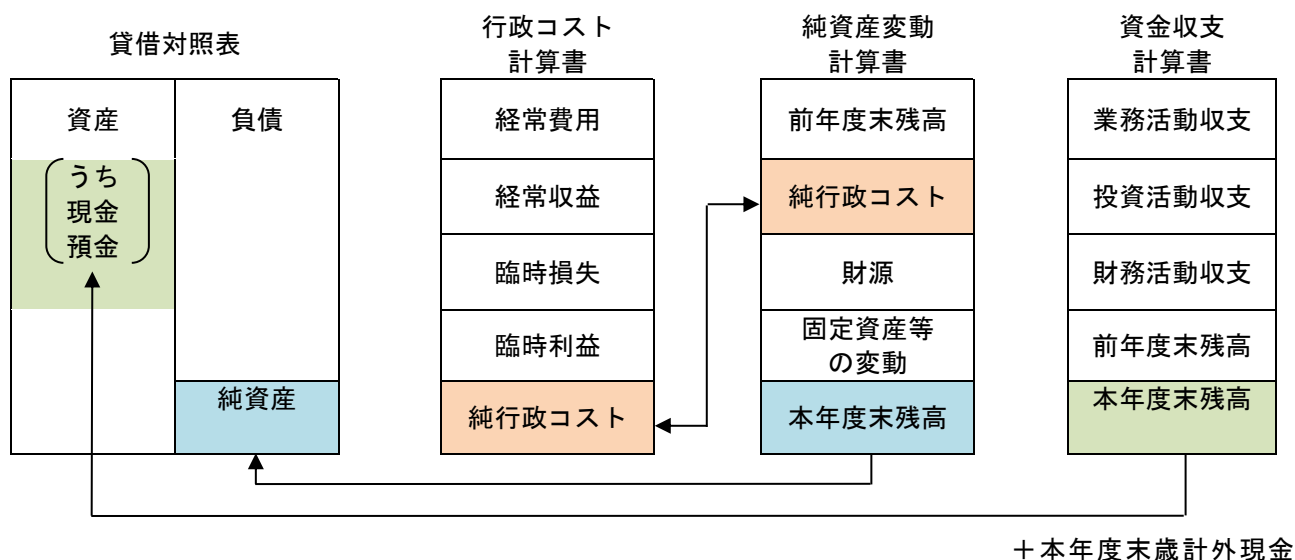 貸借対照表
資産
負債
うち
現金
預金
純資産
行政コスト
計算書
経常費用
経常収益
臨時損失
臨時利益
純行政コスト
純資産変動
計算書
前年度末残高
純行政コスト
財源
固定資産等
の変動
本年度末残高
資金収支
計算書
業務活動収支
投資活動収支
財務活動収支
前年度末残高
本年度末残高
＋本年度末歳計外現金